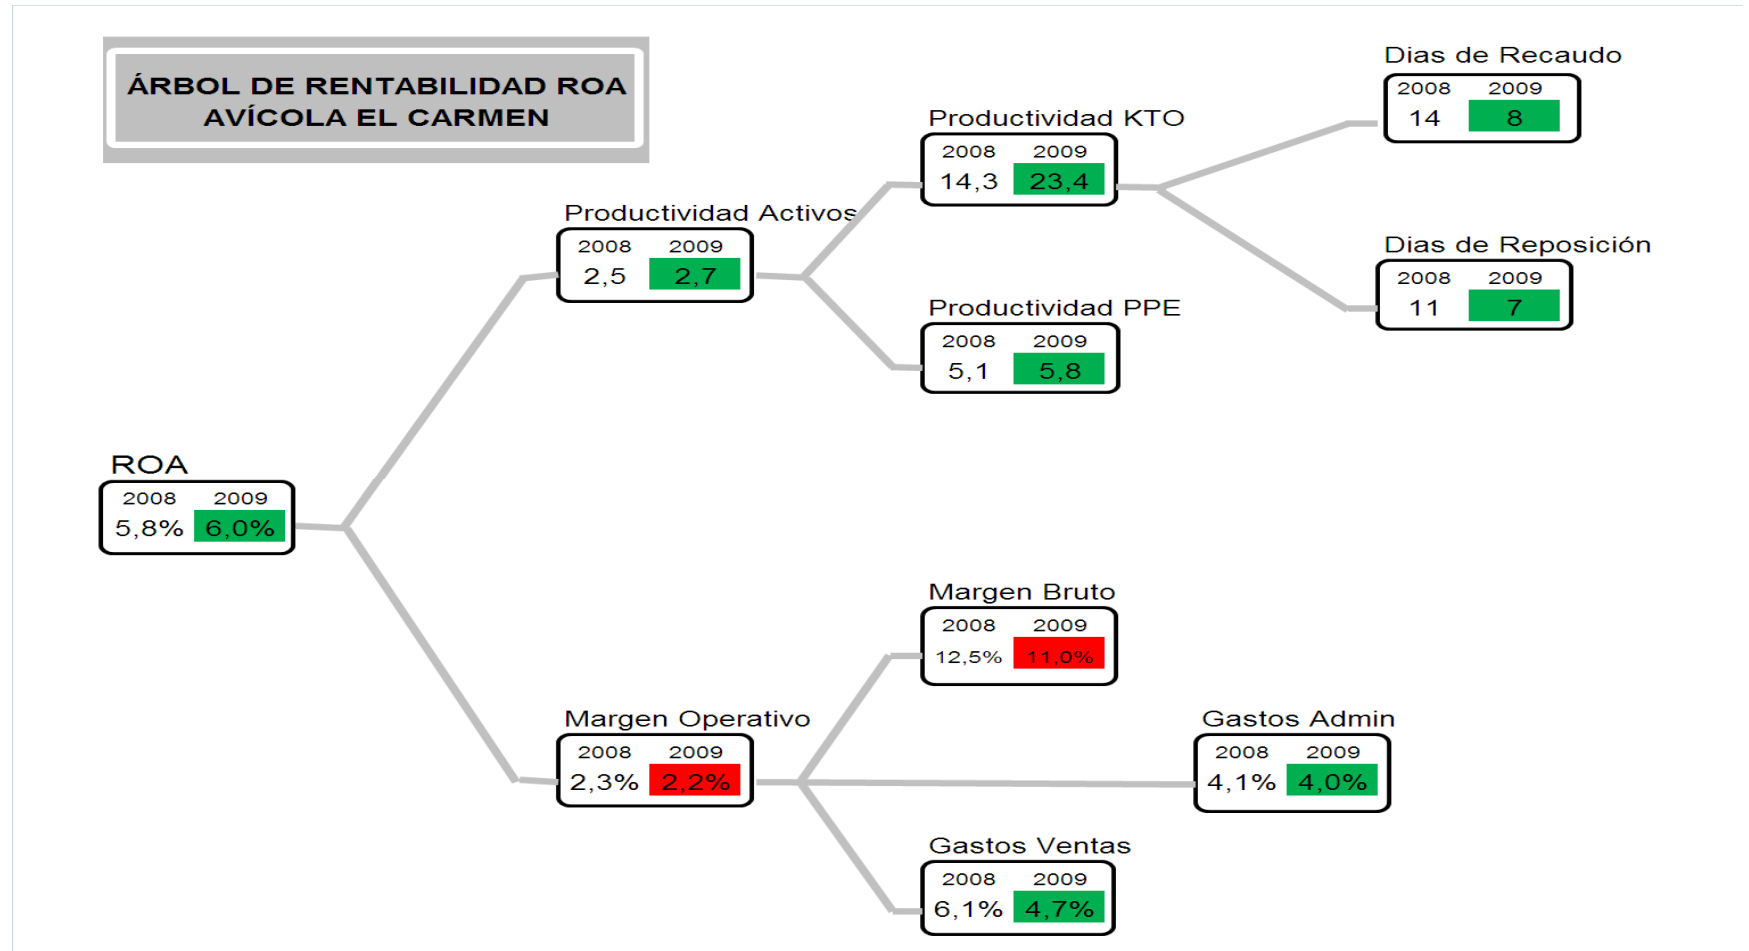 ÁRBOL DE RENTABILIDAD ROA
AVÍCOLA EL CARMEN
Dias de Recaudo
2008 2009
14 8
Productividad KTO
2008 2009
14,3 23,4
Productividad Activos
2008 2009
2,5 2,7
Dias de Reposición
2008 2009
11 7
Productividad PPE
2008 2009
5,1 5,8
ROA
2008 2009
5,8% 6,0%
Margen Bruto
2008 2009
12,5% 11,0%
Margen Operativo
2008 2009
2,3% 2,2%
Gastos Admin
2008 2009
4,1% 4,0%
Gastos Ventas
2008 2009
6,1% 4,7%